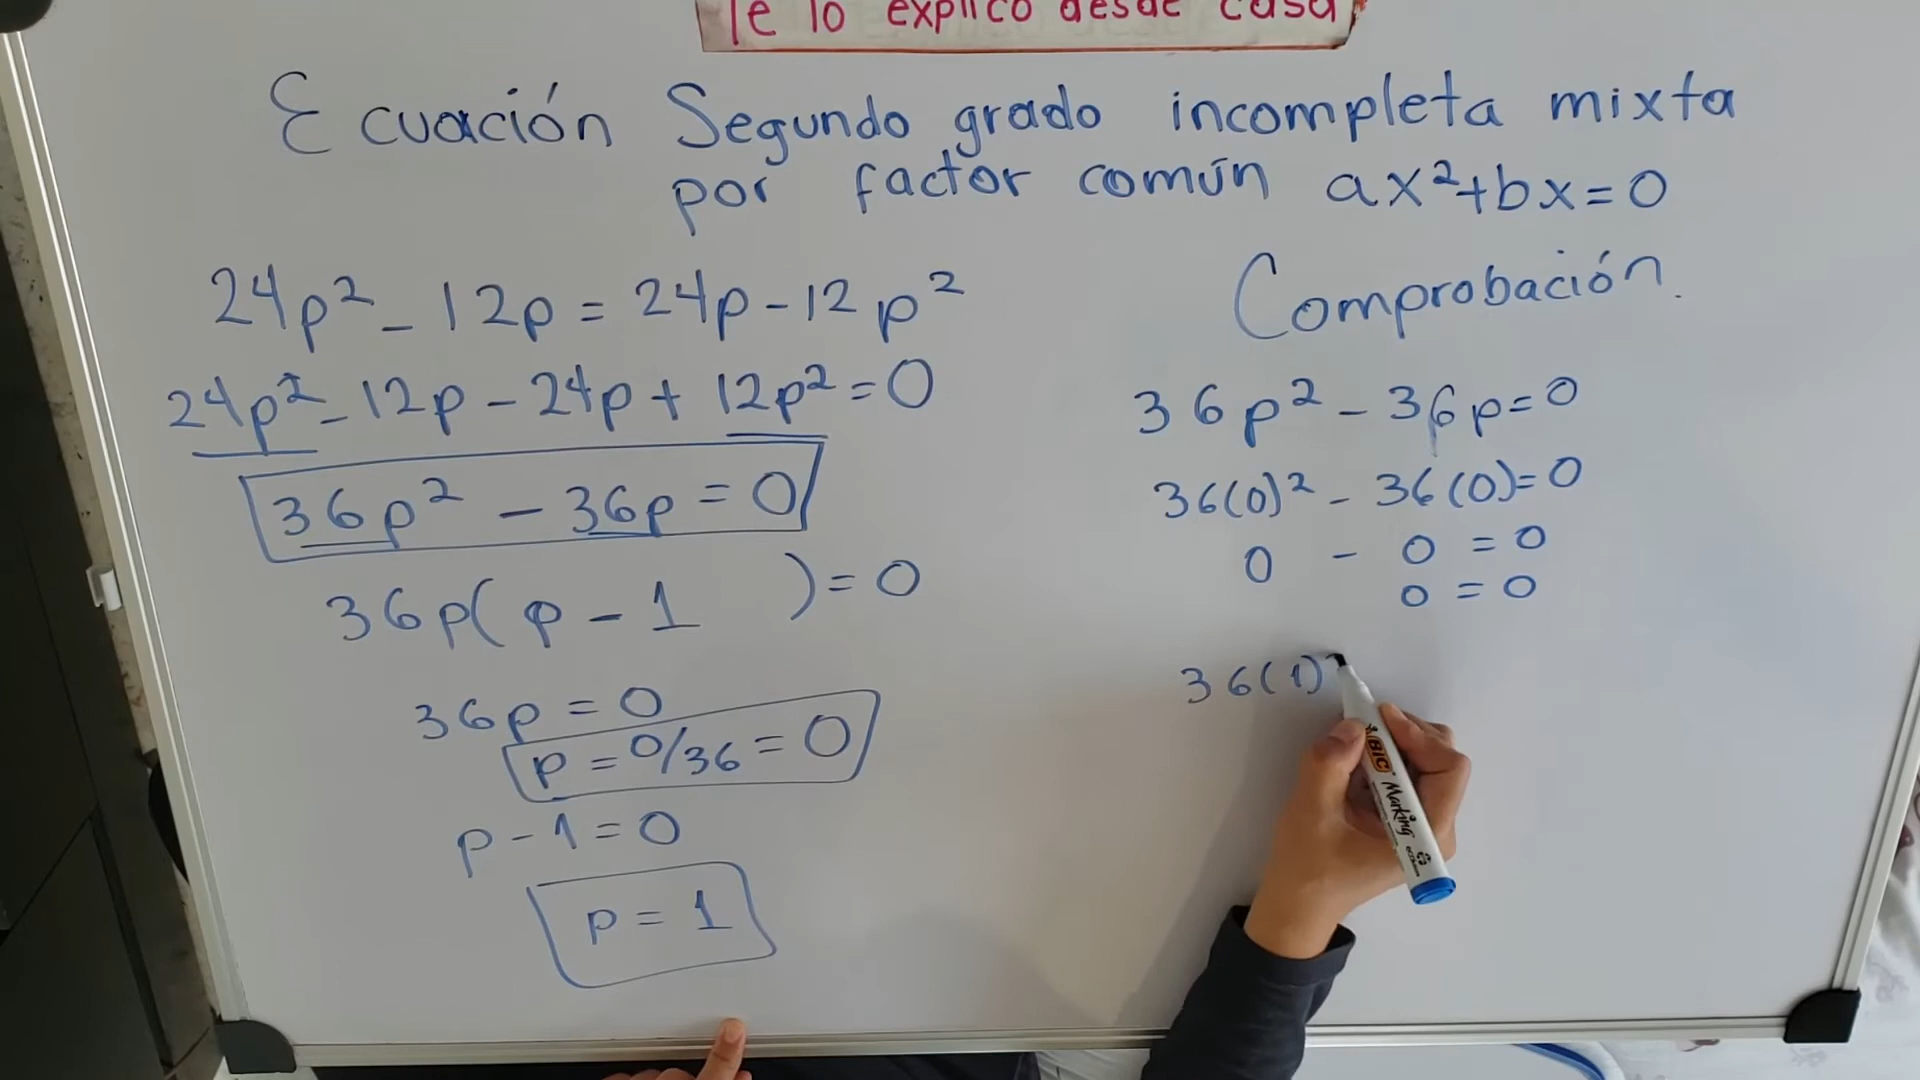 Te lo explico desde casa
Ecuación Segundo grado incompleta mixta
por factor común ax²+bx=0
24p² - 12p = 24p - 12p²
24p² - 12p - 24p + 12p² = 0
36p² - 36p = 0
36p( p - 1 ) = 0
36p = 0
p = 0/36 = 0
p - 1 = 0
p = 1
Comprobación.
36p² - 36p = 0
36(0)² - 36(0) = 0
0 - 0 = 0
0 = 0
36(1)
BIC Marking